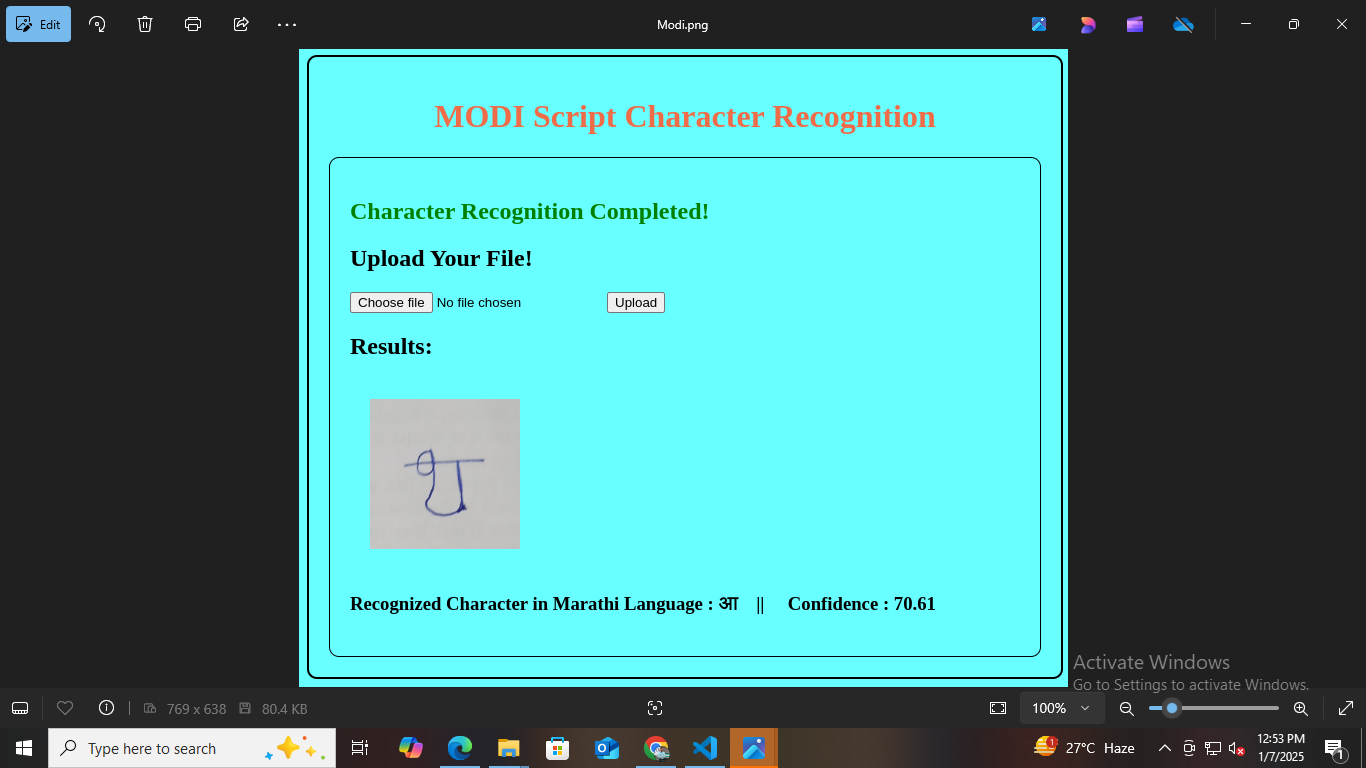 Edit
Modi.png
MODI Script Character Recognition
Character Recognition Completed!
Upload Your File!
Choose file No file chosen Upload
Results:
Recognized Character in Marathi Language : आ || Confidence : 70.61
Activate Windows
Go to Settings to activate Windows.
769 x 638 80.4 KB 100%
Type here to search
1 27°C Haze
12:53 PM
1/7/2025
1